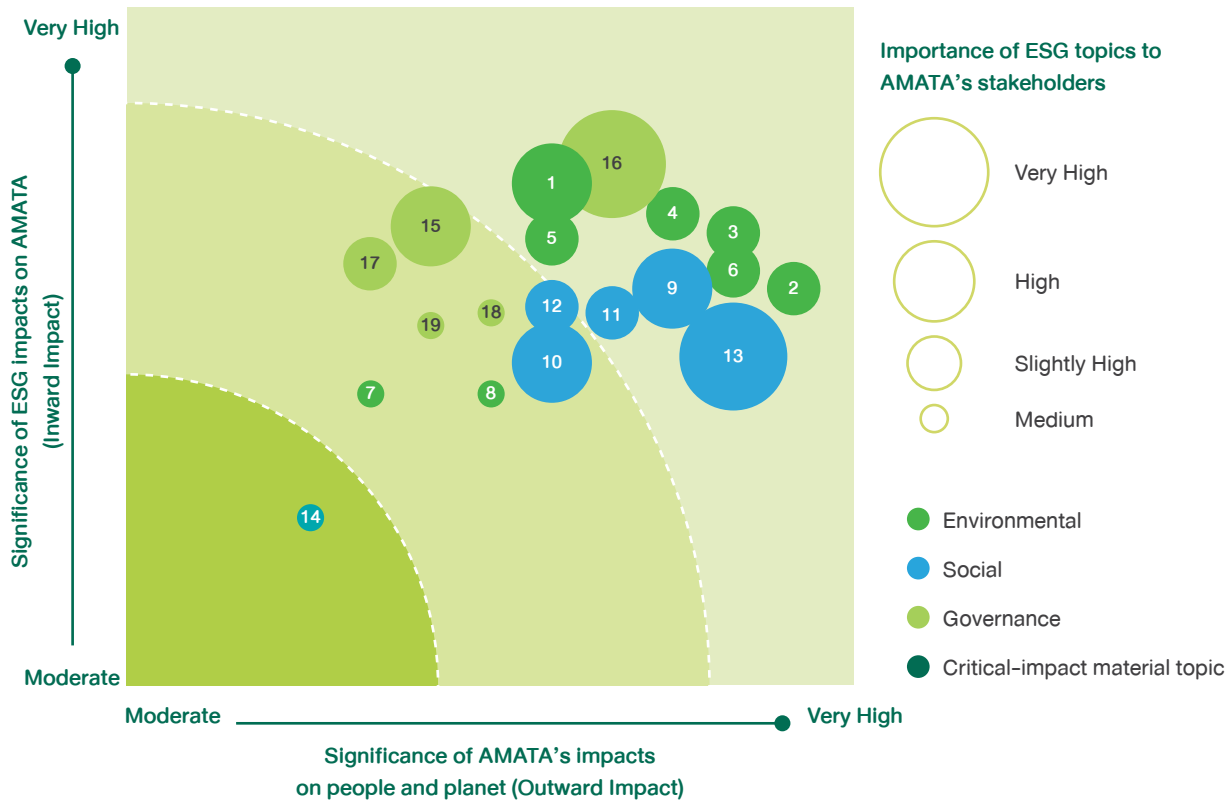 Very High
Significance of ESG impacts on AMATA
(Inward Impact)
Moderate
16
1
4
15
3
5
17
6
2
9
12
18
11
19
13
10
7
8
14
Moderate
Very High
Significance of AMATA's impacts
on people and planet (Outward Impact)
Importance of ESG topics to
AMATA's stakeholders
Very High
High
Slightly High
Medium
Environmental
Social
Governance
Critical-impact material topic